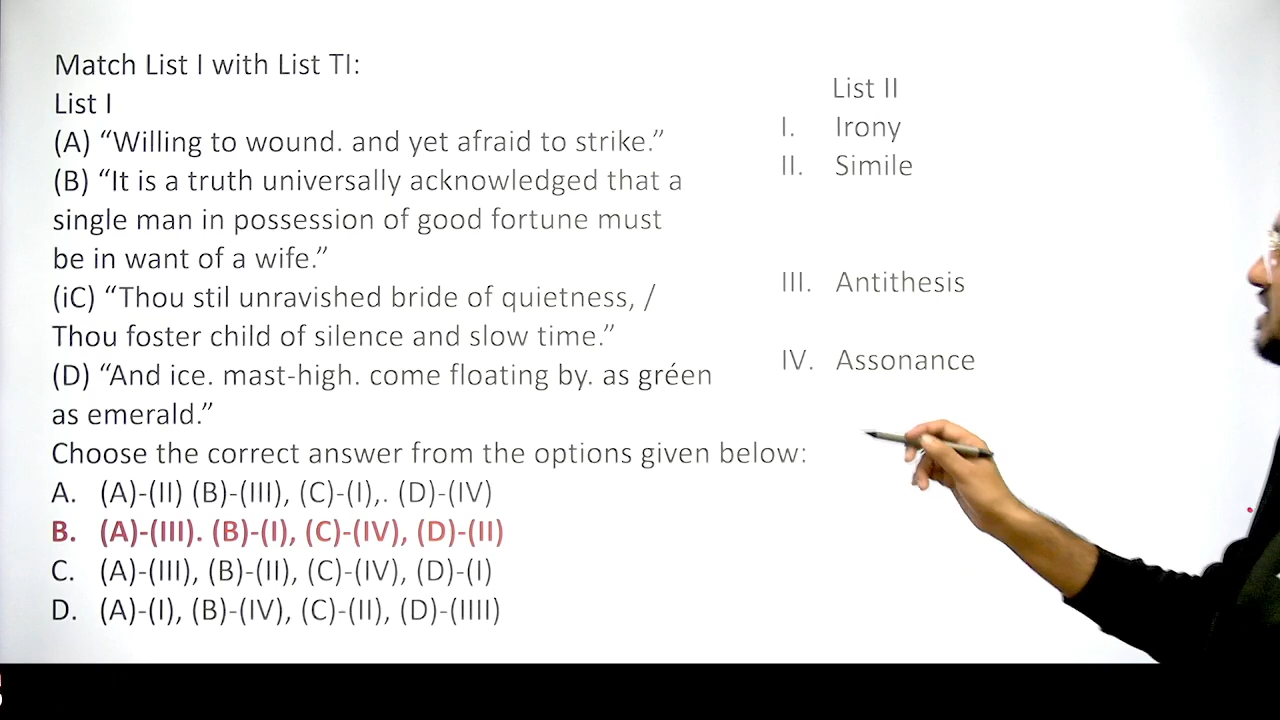 Match List I with List TI:
List I
(A) “Willing to wound. and yet afraid to strike.”
(B) “It is a truth universally acknowledged that a
single man in possession of good fortune must
be in want of a wife.”
(iC) “Thou stil unravished bride of quietness, /
Thou foster child of silence and slow time.”
(D) “And ice. mast-high. come floating by. as gréen
as emerald.”
List II
I. Irony
II. Simile
III. Antithesis
IV. Assonance
Choose the correct answer from the options given below:
A. (A)-(II) (B)-(III), (C)-(I),. (D)-(IV)
B. (A)-(III). (B)-(I), (C)-(IV), (D)-(II)
C. (A)-(III), (B)-(II), (C)-(IV), (D)-(I)
D. (A)-(I), (B)-(IV), (C)-(II), (D)-(IIII)